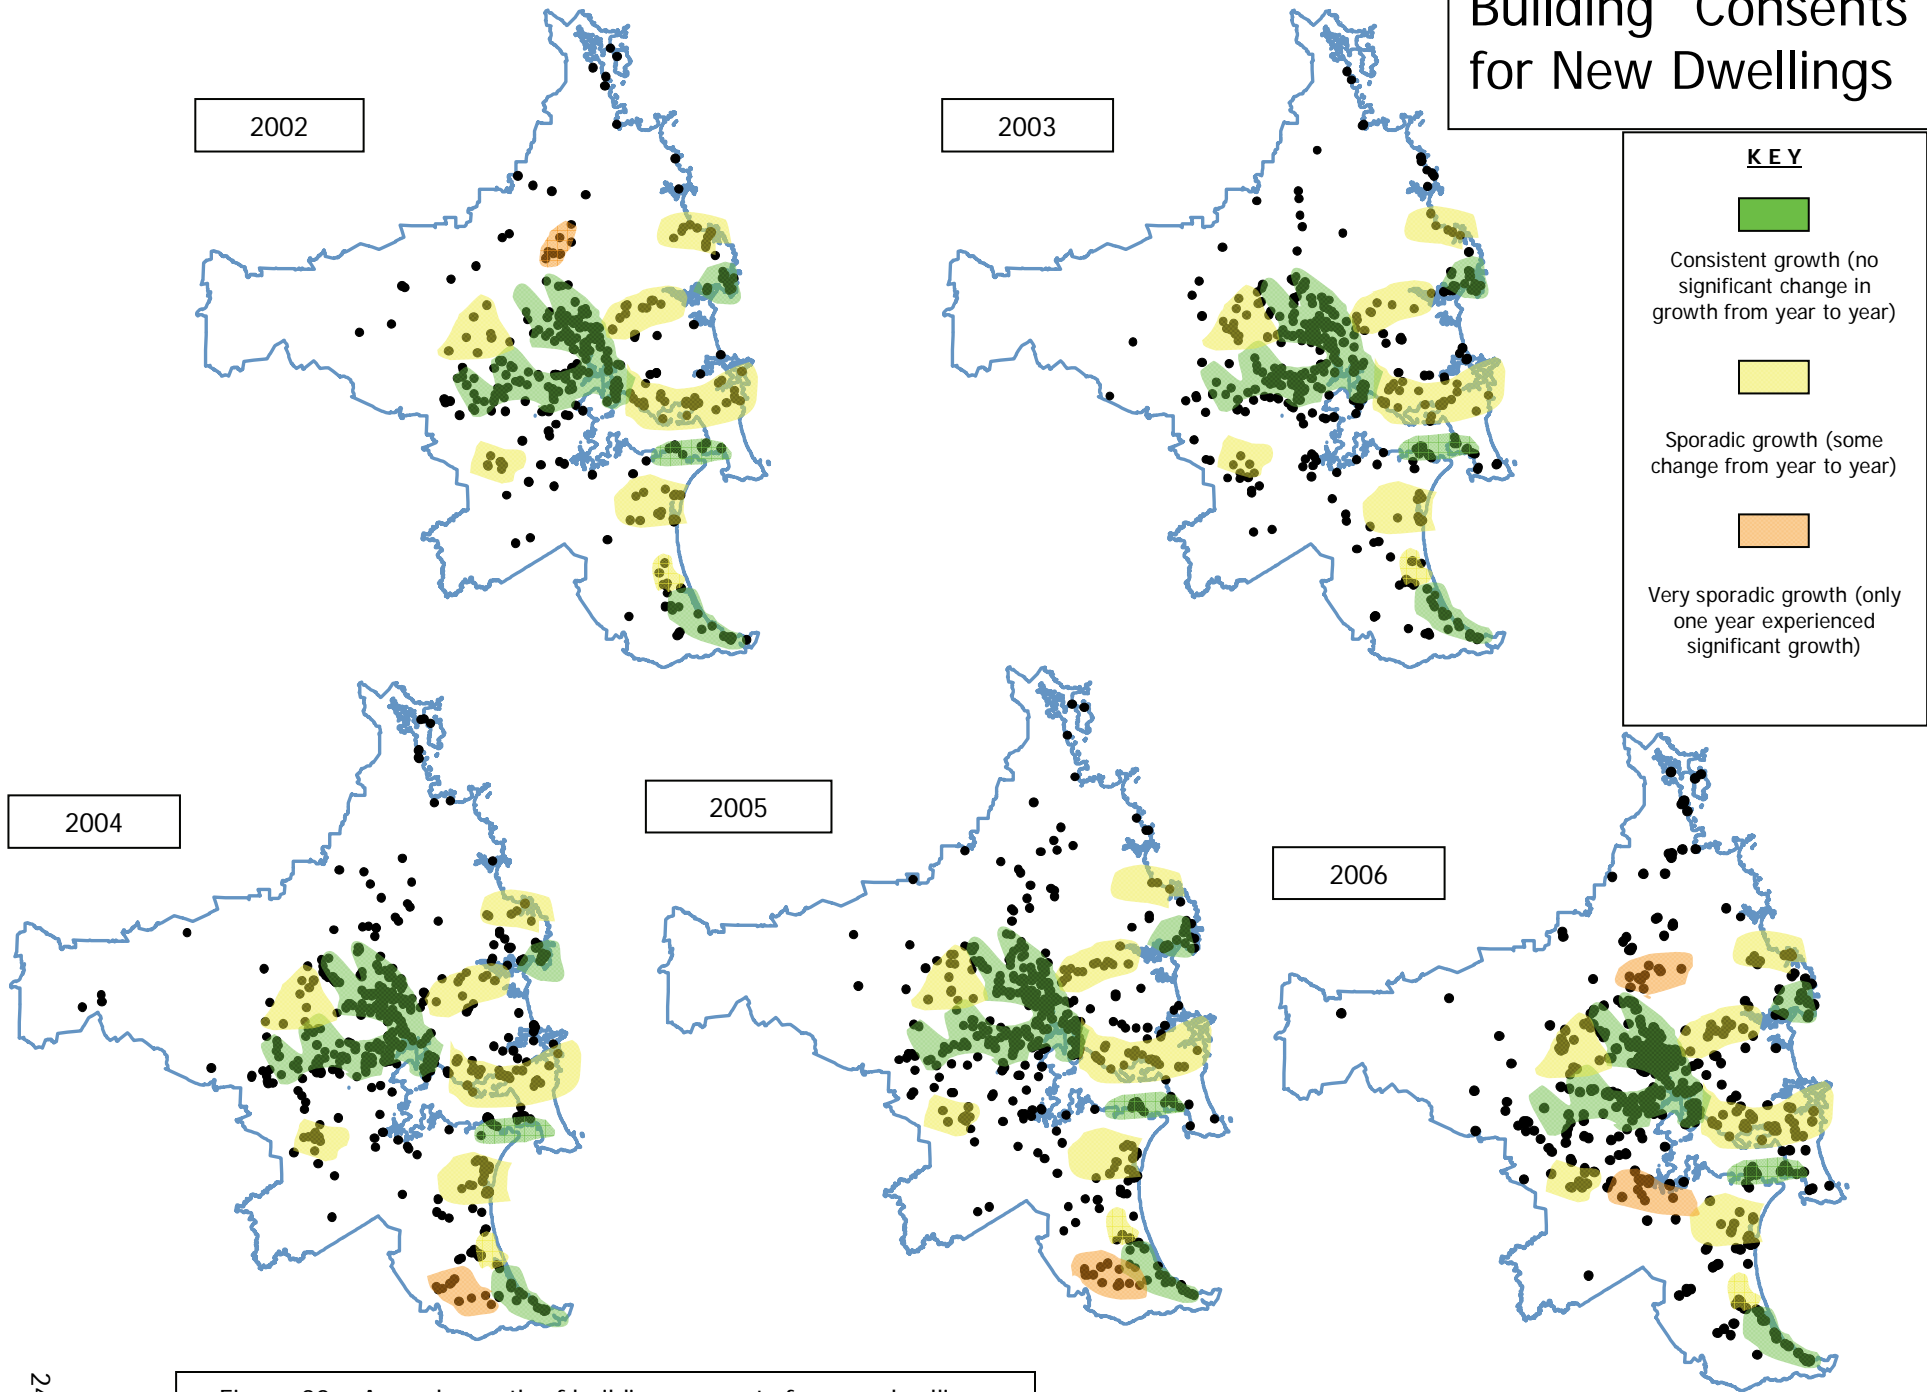 Building Consents
for New Dwellings
2002
2003
K E Y
Consistent growth (no
significant change in
growth from year to year)
Sporadic growth (some
change from year to year)
Very sporadic growth (only
one year experienced
significant growth)
2004
2005
2006
24